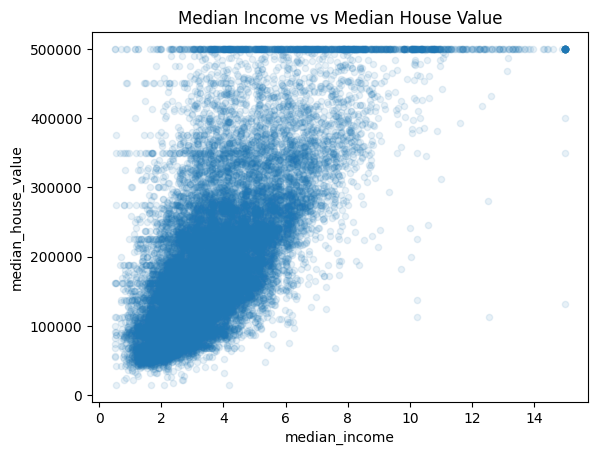 Median Income vs Median House Value
500000
400000
300000
200000
100000
0
median_house_value
0 2 4 6 8 10 12 14
median_income